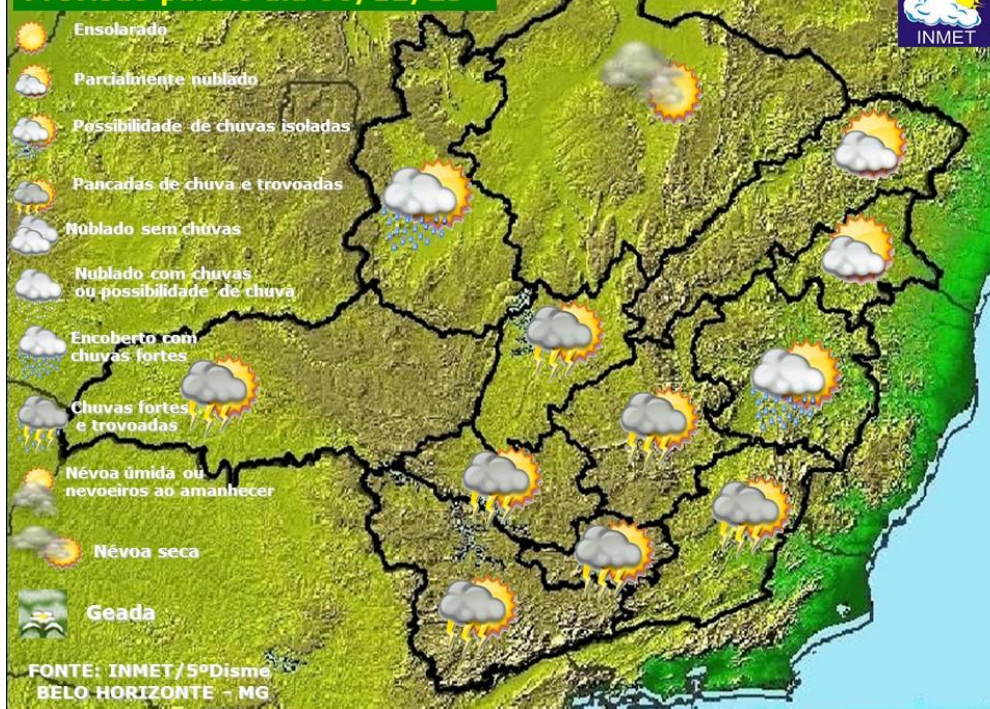 INMET
Ensolarado
Parcialmente nublado
Possibilidade de chuvas isoladas
Pancadas de chuva e trovoadas
Nublado sem chuvas
Nublado com chuvas
ou possibilidade de chuva
Encoberto com
chuvas fortes
Chuvas fortes
e trovoadas
Névoa úmida ou
nevoeiros ao amanhecer
Névoa seca
Geada
FONTE: INMET/5ºDisme
BELO HORIZONTE - MG